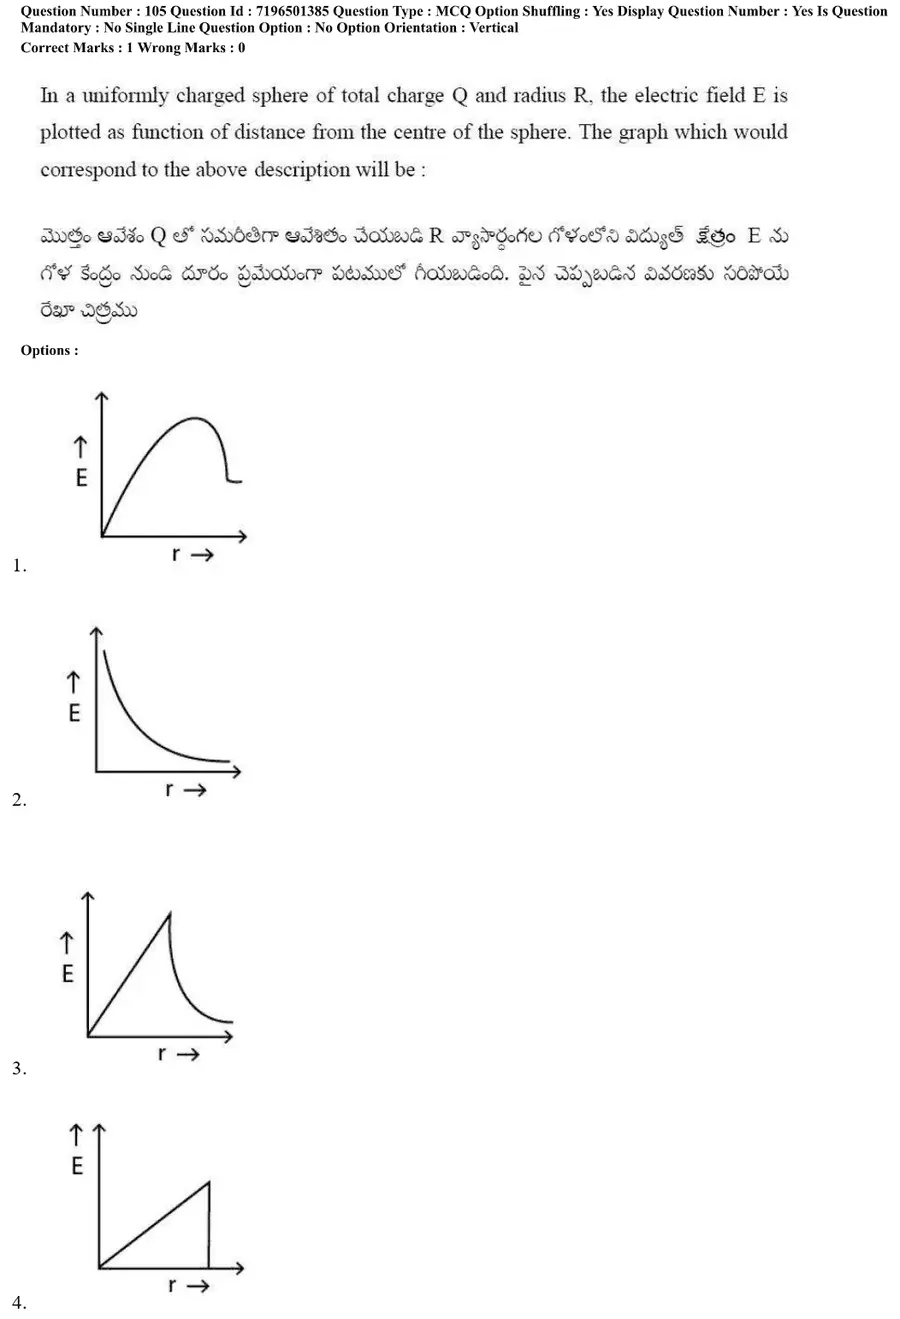 Question Number : 105 Question Id : 7196501385 Question Type : MCQ Option Shuffling : Yes Display Question Number : Yes Is Question
Mandatory : No Single Line Question Option : No Option Orientation : Vertical
Correct Marks : 1 Wrong Marks : 0
In a uniformly charged sphere of total charge Q and radius R, the electric field E is
plotted as function of distance from the centre of the sphere. The graph which would
correspond to the above description will be :
మొత్తం ఆవేశం Q తో సమరీతిగా ఆవేశితం చేయబడి R వ్యాసార్ధంగల గోళంలోని విద్యుత్ క్షేత్రం E ను
గోళ కేంద్రం నుండి దూరం ప్రమేయంగా పటములో గీయబడింది. పైన చెప్పబడిన వివరణకు సరిపోయే
రేఖా చిత్రము
Options :
↑
E
r →
1.
↑
E
r →
2.
↑
E
r →
3.
↑
E
r →
4.